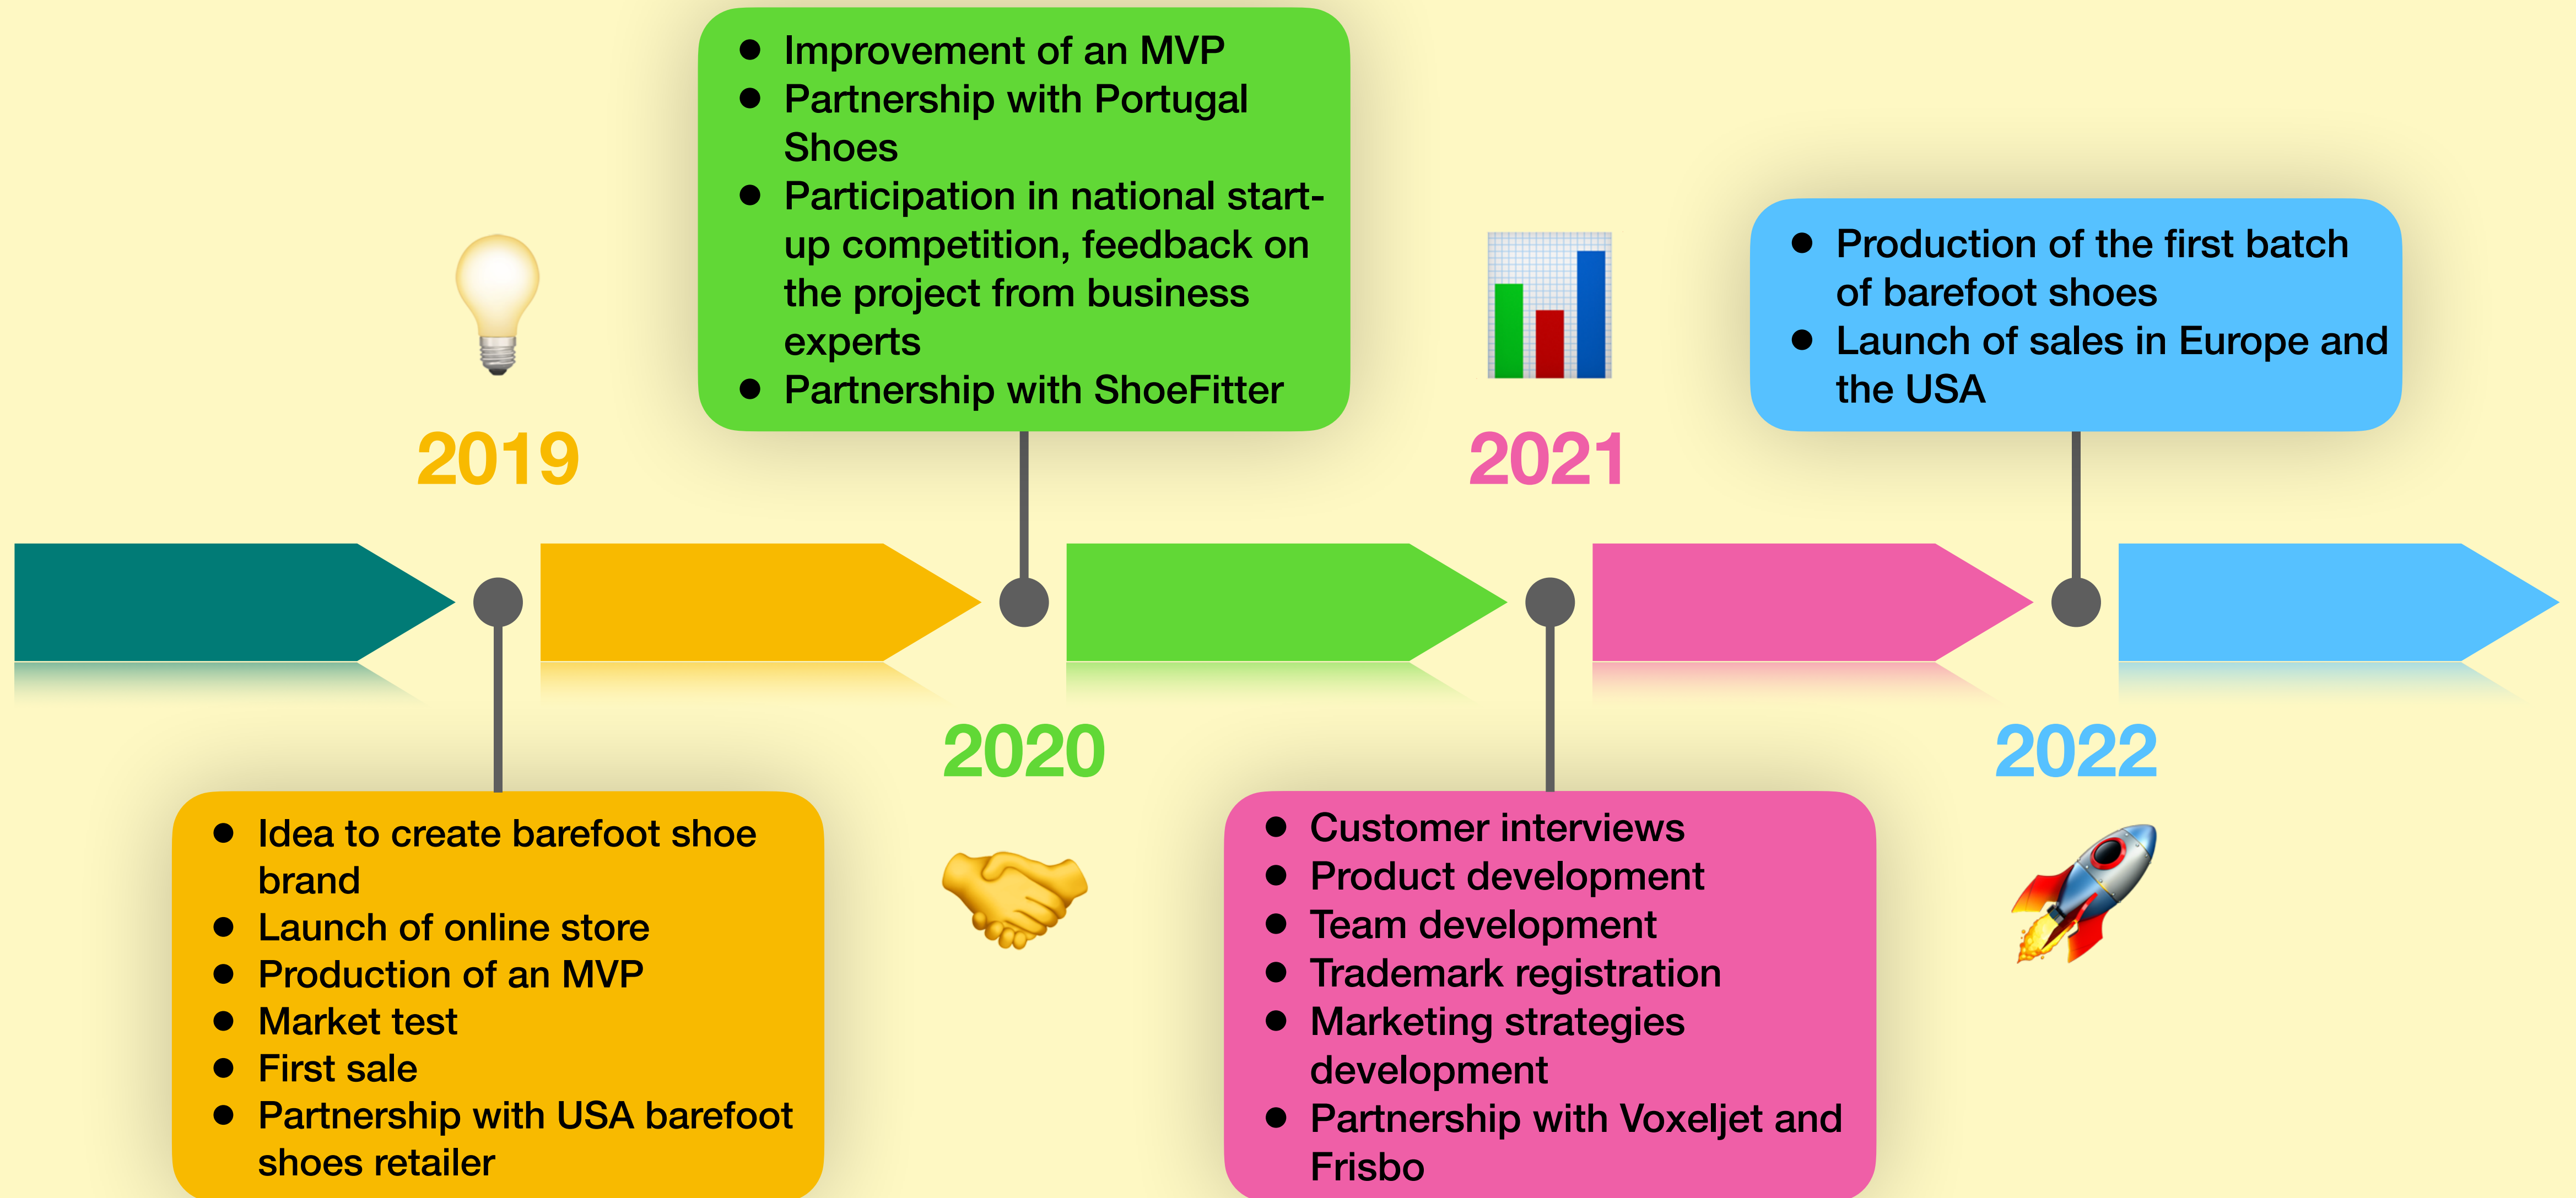 2019
● Idea to create barefoot shoe
brand
● Launch of online store
● Production of an MVP
● Market test
● First sale
● Partnership with USA barefoot
shoes retailer
● Improvement of an MVP
● Partnership with Portugal
Shoes
● Participation in national start-
up competition, feedback on
the project from business
experts
● Partnership with ShoeFitter
2020
2021
● Customer interviews
● Product development
● Team development
● Trademark registration
● Marketing strategies
development
● Partnership with Voxeljet and
Frisbo
● Production of the first batch
of barefoot shoes
● Launch of sales in Europe and
the USA
2022